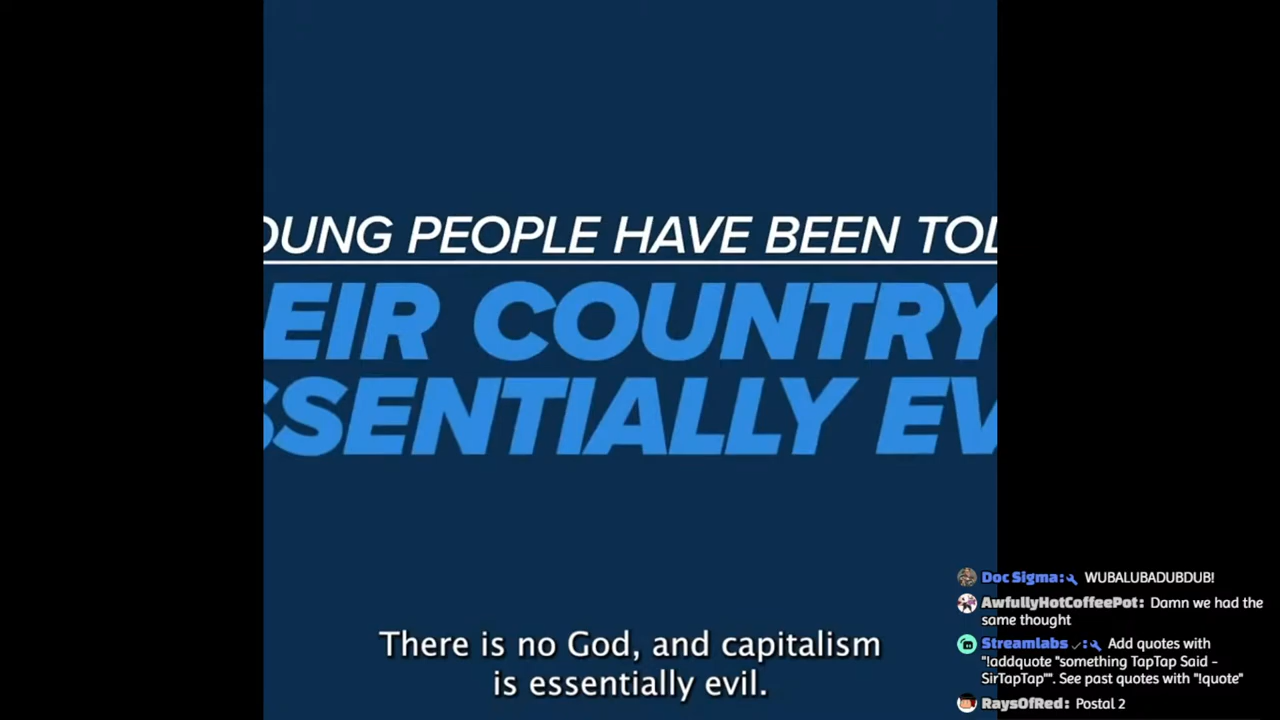 OUNG PEOPLE HAVE BEEN TOL
EIR COUNTRY
SSENTIALLY EV
There is no God, and capitalism
is essentially evil.
Doc Sigma: WUBALUBADUBDUB!
AwfullyHotCoffeePot: Damn we had the
same thought
Streamlabs : Add quotes with
"!addquote "something TapTap Said -
SirTapTap"". See past quotes with "!quote"
RaysOfRed: Postal 2